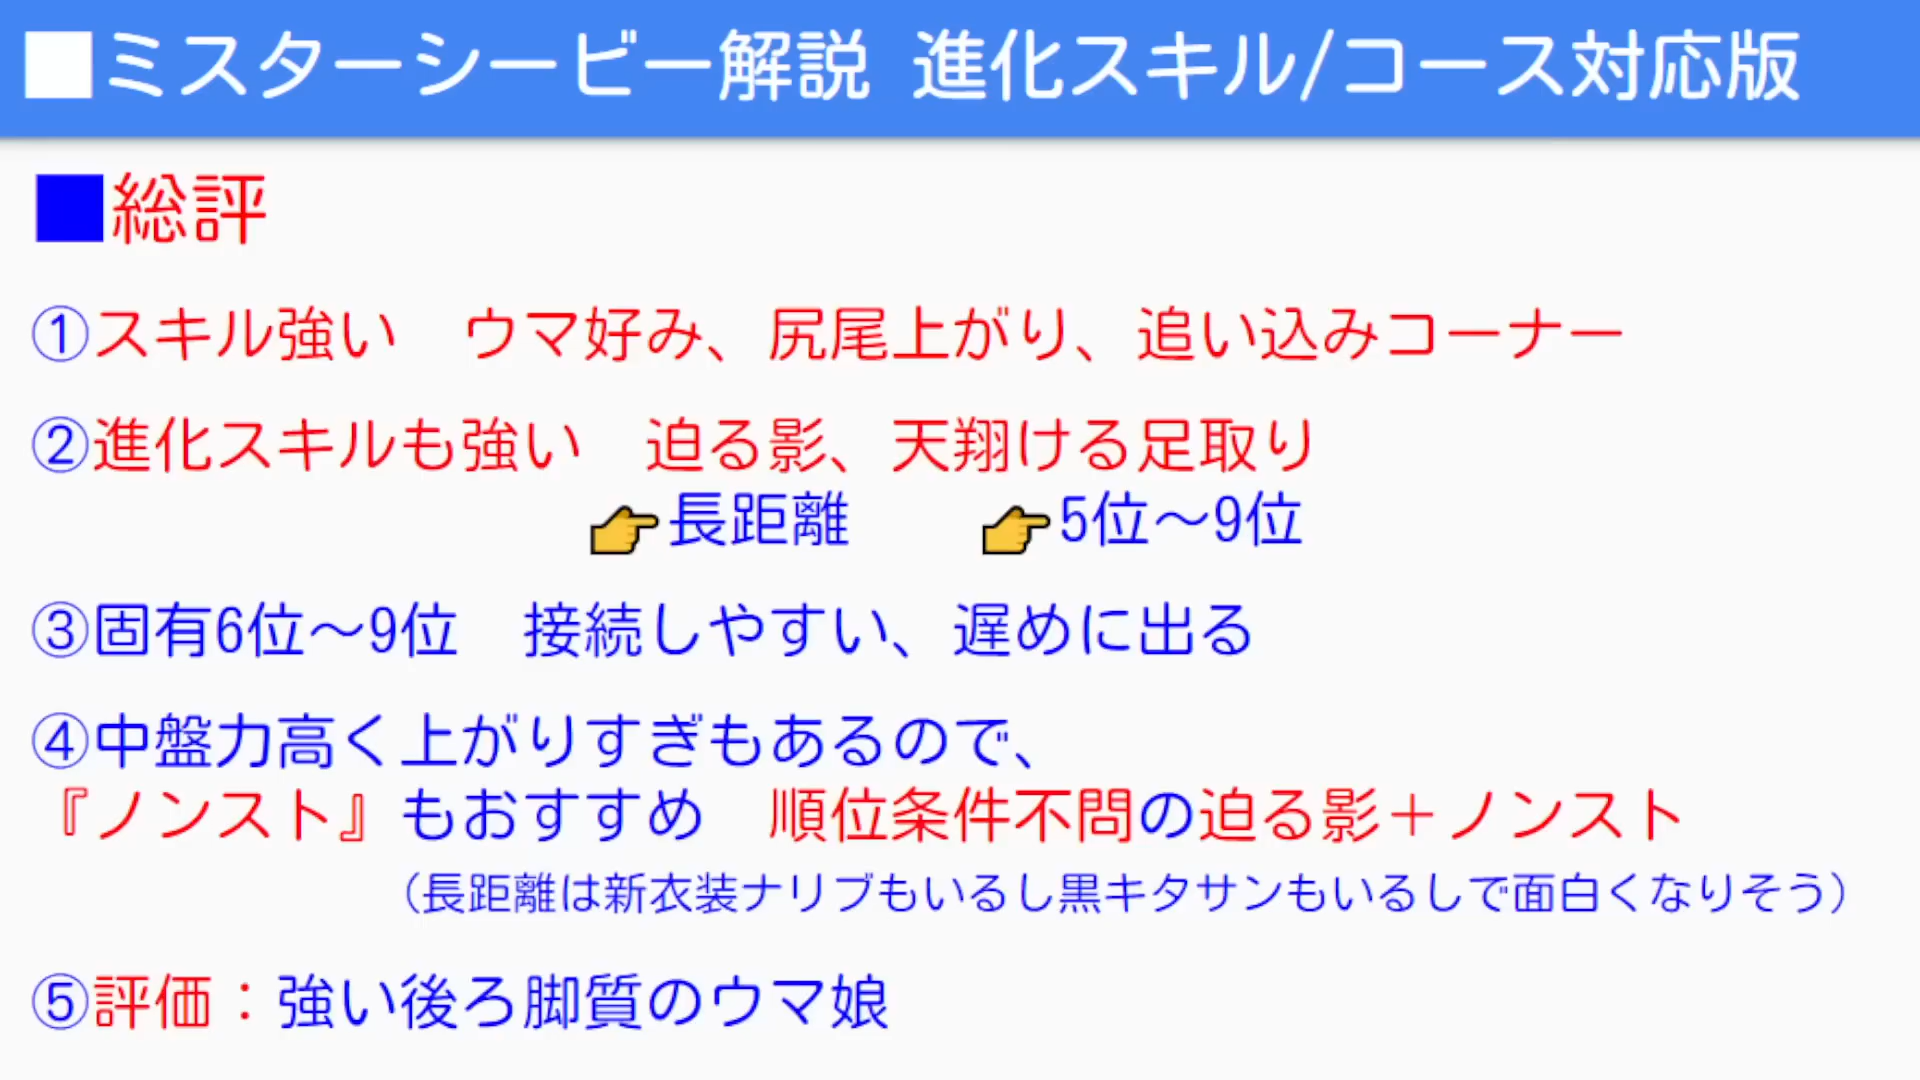 ■ミスターシービー解説 進化スキル/コース対応版
■総評
①スキル強い　ウマ好み、尻尾上がり、追い込みコーナー
②進化スキルも強い　迫る影、天翔ける足取り
👉長距離　👉5位～9位
③固有6位～9位　接続しやすい、遅めに出る
④中盤力高く上がりすぎもあるので、
『ノンスト』もおすすめ　順位条件不問の迫る影＋ノンスト
（長距離は新衣装ナリブもいるし黒キタサンもいるしで面白くなりそう）
⑤評価：強い後ろ脚質のウマ娘